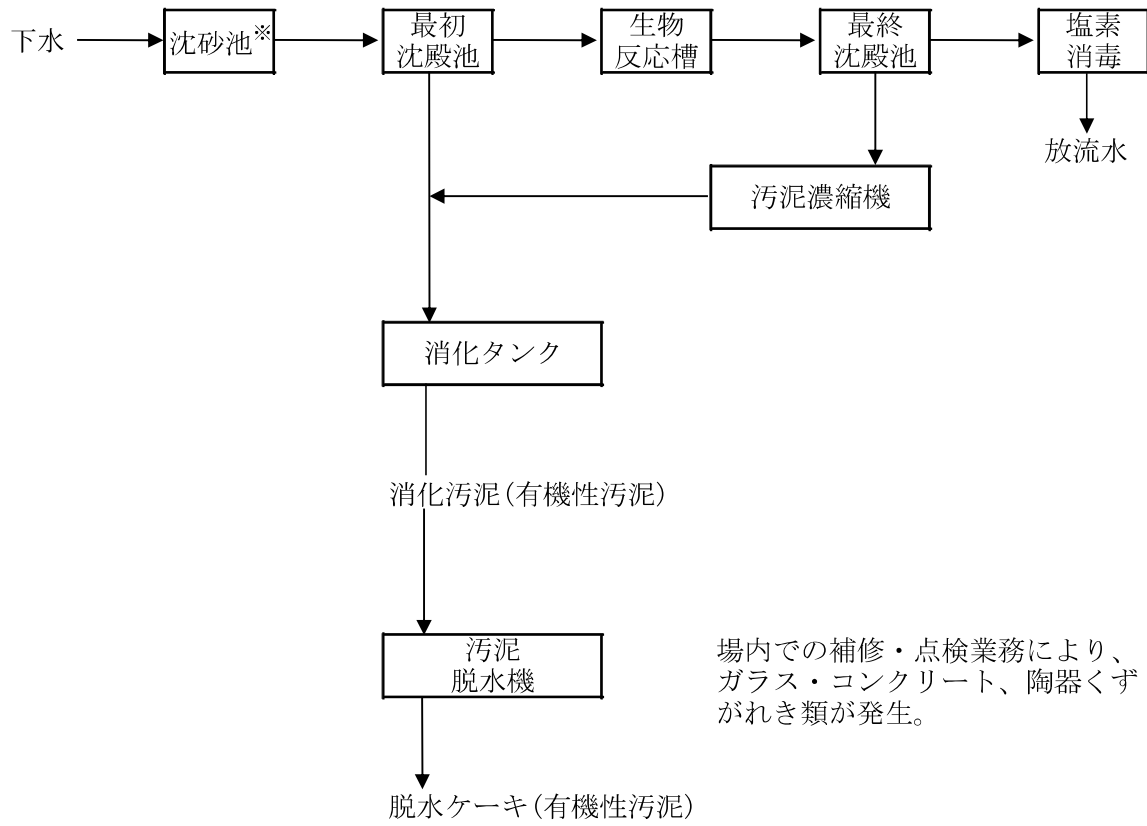 下水
沈砂池※
最初
沈殿池
生物
反応槽
最終
沈殿池
塩素
消毒
放流水
汚泥濃縮機
消化タンク
消化汚泥(有機性汚泥)
汚泥
脱水機
場内での補修・点検業務により、
ガラス・コンクリート、陶器くず
がれき類が発生。
脱水ケーキ(有機性汚泥)